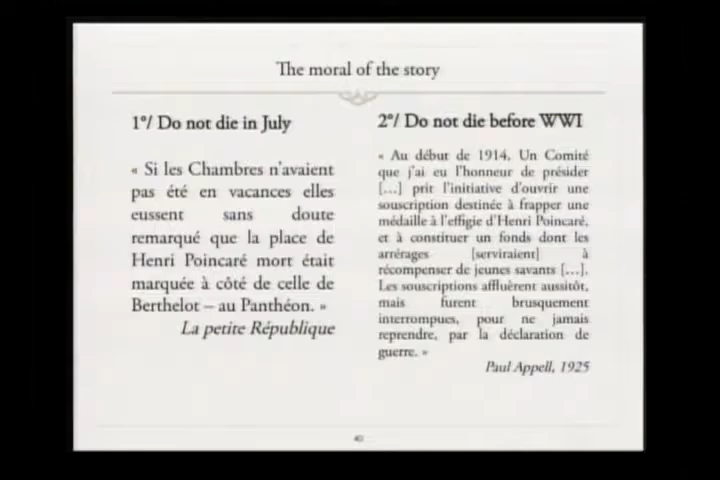 The moral of the story
1°/ Do not die in July
« Si les Chambres n'avaient
pas été en vacances elles
eussent sans doute
remarqué que la place de
Henri Poincaré mort était
marquée à côté de celle de
Berthelot – au Panthéon. »
La petite République
2°/ Do not die before WWI
« Au début de 1914, Un Comité
que j'ai eu l'honneur de présider
[...] prit l'initiative d'ouvrir une
souscription destinée à frapper une
médaille à l'effigie d'Henri Poincaré,
et à constituer un fonds dont les
arrérages [serviraient] à
récompenser de jeunes savants [...].
Les souscriptions affluèrent aussitôt,
mais furent brusquement
interrompues, pour ne jamais
reprendre, par la déclaration de
guerre. »
Paul Appell, 1925